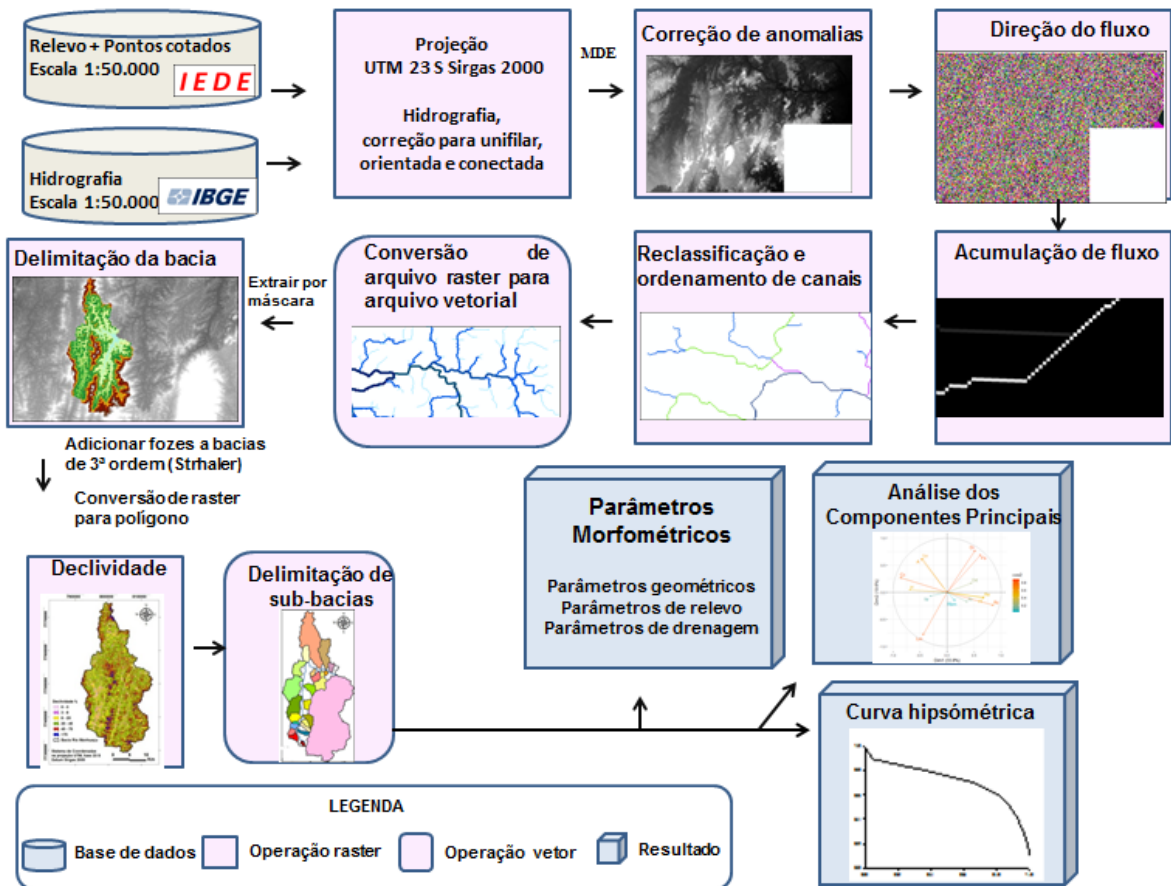 Relevo + Pontos cotados
Escala 1:50.000
IEDE
Hidrografia
Escala 1:50.000
IBGE
Projeção
UTM 23 S Sirgas 2000
Hidrografia,
correção para unifilar,
orientada e conectada
MDE
Correção de anomalias
Direção do fluxo
Acumulação de fluxo
Reclassificação e
ordenamento de canais
Conversão de
arquivo raster para
arquivo vetorial
Extrair por
máscara
Delimitação da bacia
Adicionar fozes a bacias
de 3ª ordem (Strhaler)
Conversão de raster
para polígono
Declividade
Declividade %
Delimitação de
sub-bacias
Parâmetros
Morfométricos
Parâmetros geométricos
Parâmetros de relevo
Parâmetros de drenagem
Análise dos
Componentes Principais
Curva hipsómétrica
LEGENDA
Base de dados
Operação raster
Operação vetor
Resultado